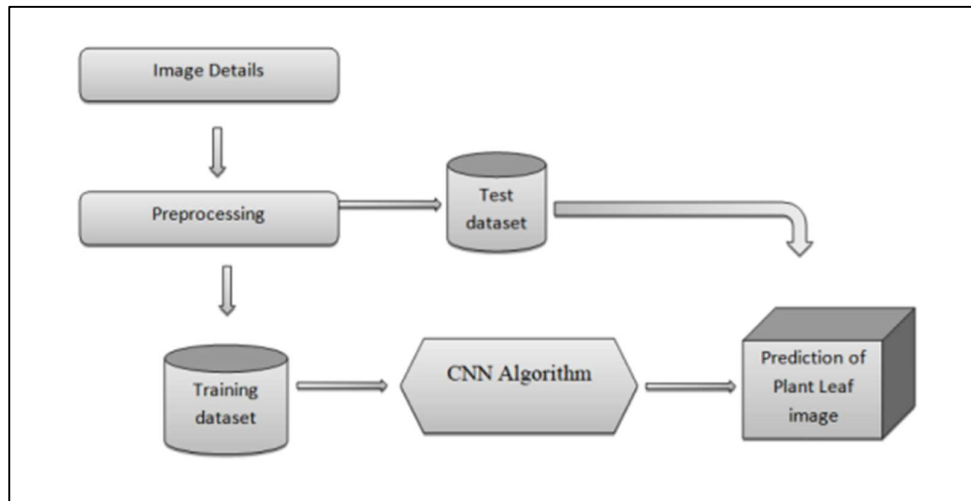 Image Details
Preprocessing
Test
dataset
Training
dataset
CNN Algorithm
Prediction of
Plant Leaf
image